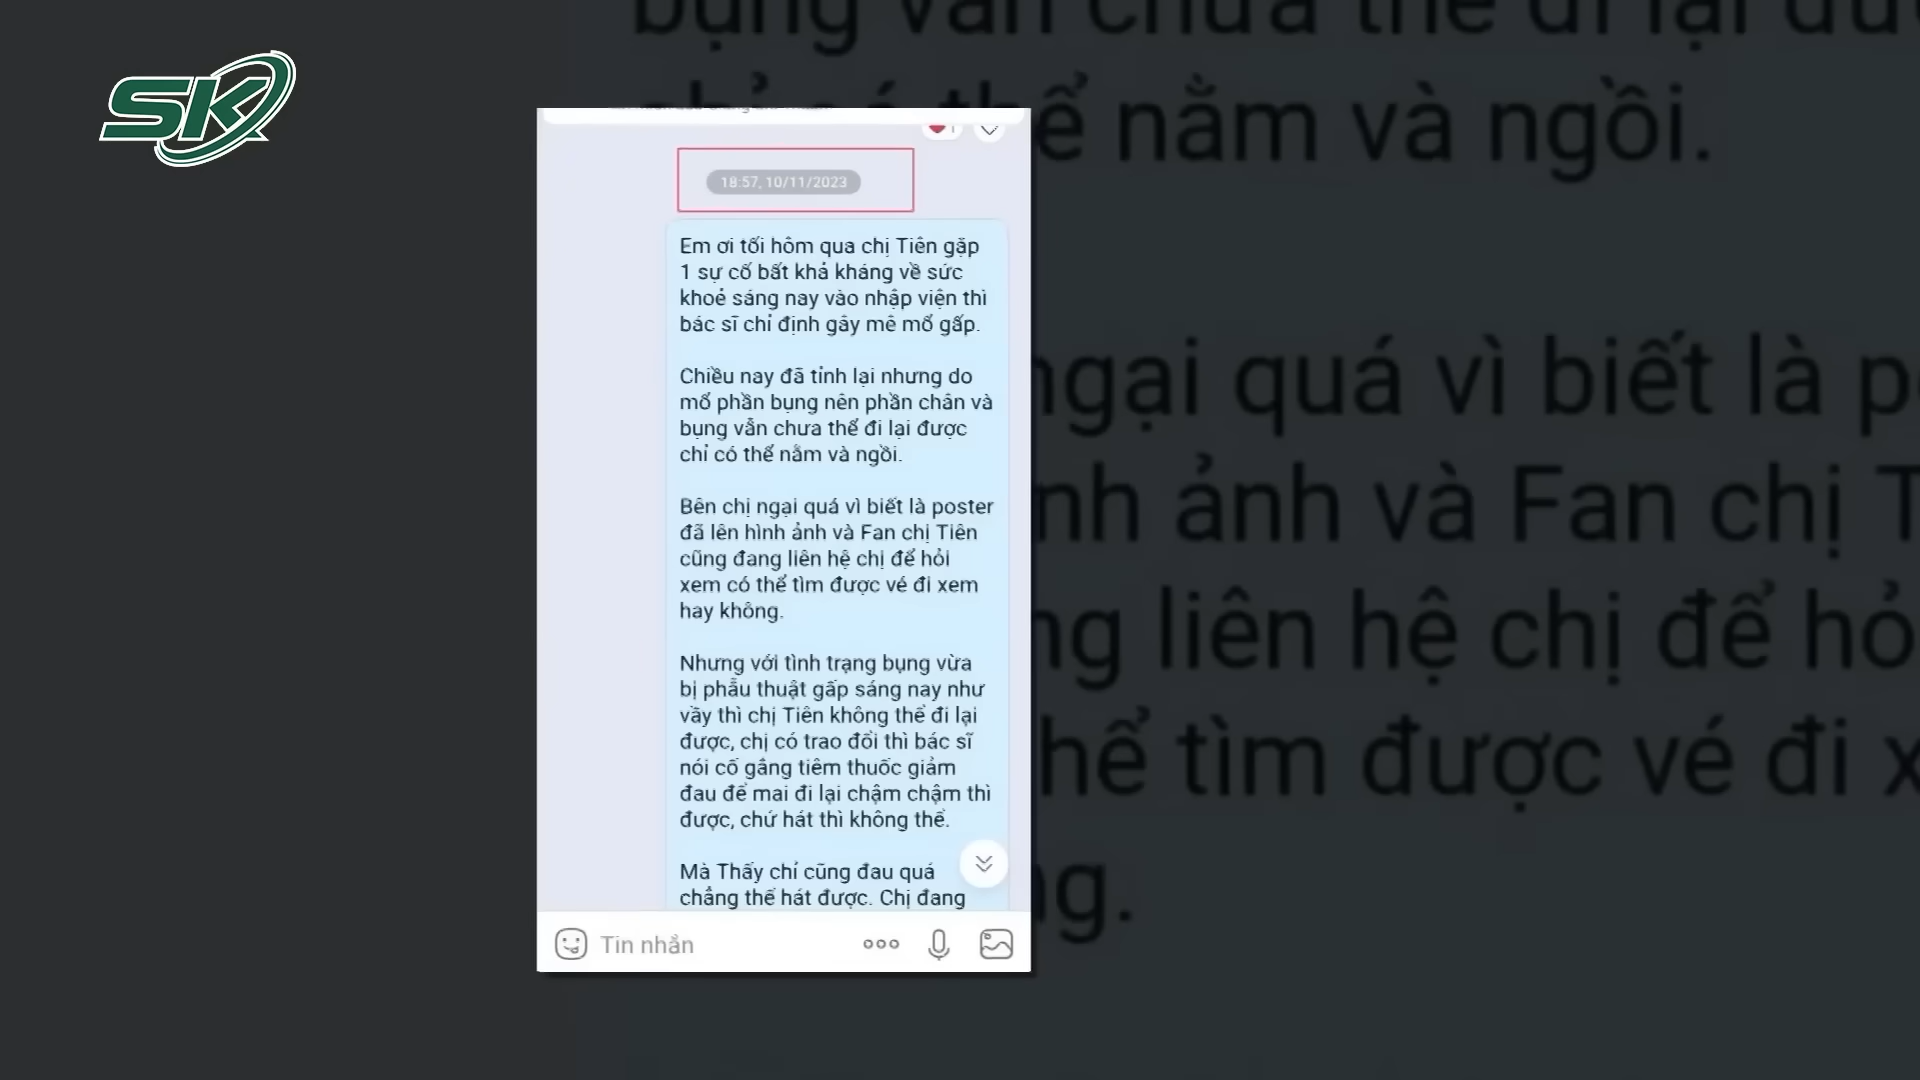 SK
18:57, 10/11/2023
Em ơi tối hôm qua chị Tiên gặp
1 sự cố bất khả kháng về sức
khoẻ sáng nay vào nhập viện thì
bác sĩ chỉ định gây mê mổ gấp.
Chiều nay đã tỉnh lại nhưng do
mổ phần bụng nên phần chân và
bụng vẫn chưa thể đi lại được
chỉ có thể nằm và ngồi.
Bên chị ngại quá vì biết là poster
đã lên hình ảnh và Fan chị Tiên
cũng đang liên hệ chị để hỏi
xem có thể tìm được vé đi xem
hay không.
Nhưng với tình trạng bụng vừa
bị phẫu thuật gấp sáng nay như
vầy thì chị Tiên không thể đi lại
được, chị có trao đổi thì bác sĩ
nói cố gắng tiêm thuốc giảm
đau để mai đi lại chậm chậm thì
được, chứ hát thì không thể.
Mà Thấy chỉ cũng đau quá
chẳng thể hát được. Chị đang
Tin nhắn
bụng vẫn chưa thể đi lại
thể nằm và ngồi.
ngại quá vì biết là
ảnh và Fan chị
liên hệ chị để
thể tìm được vé đi